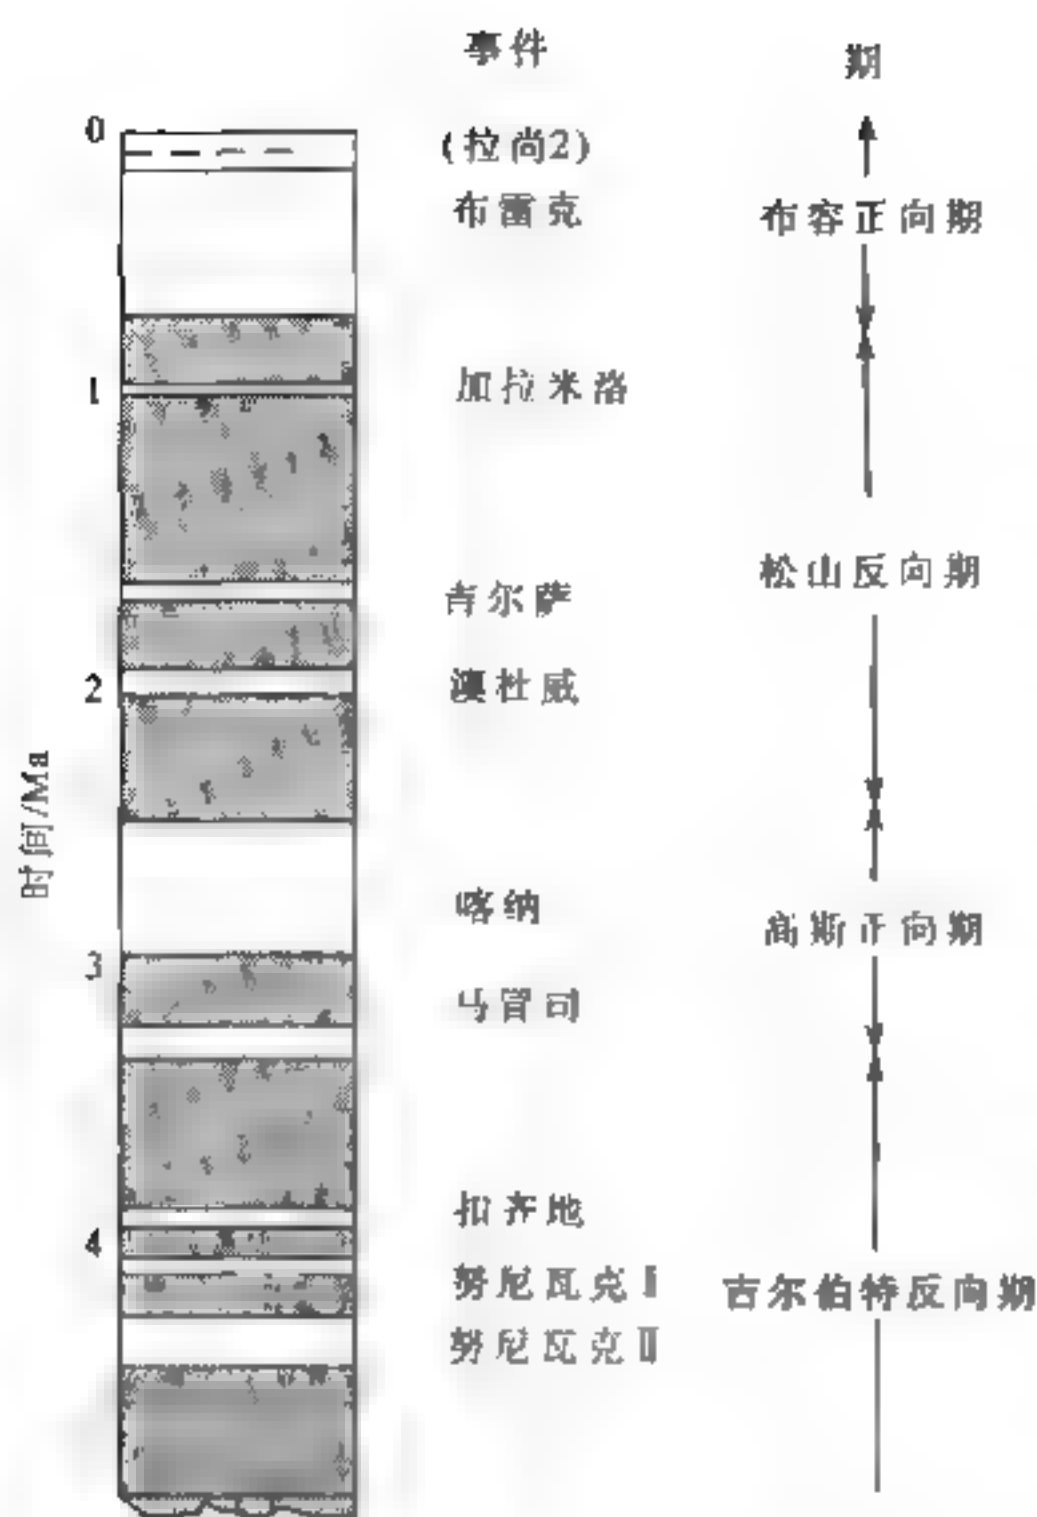 事件
期
0
(拉尚2)
布雷克
布容正向期
1
加拉米洛
吉尔萨
松山反向期
2
澳杜威
时间/Ma
喀纳
高斯正向期
3
马冒司
扣齐地
4
努尼瓦克Ⅰ
古尔伯特反向期
努尼瓦克Ⅱ